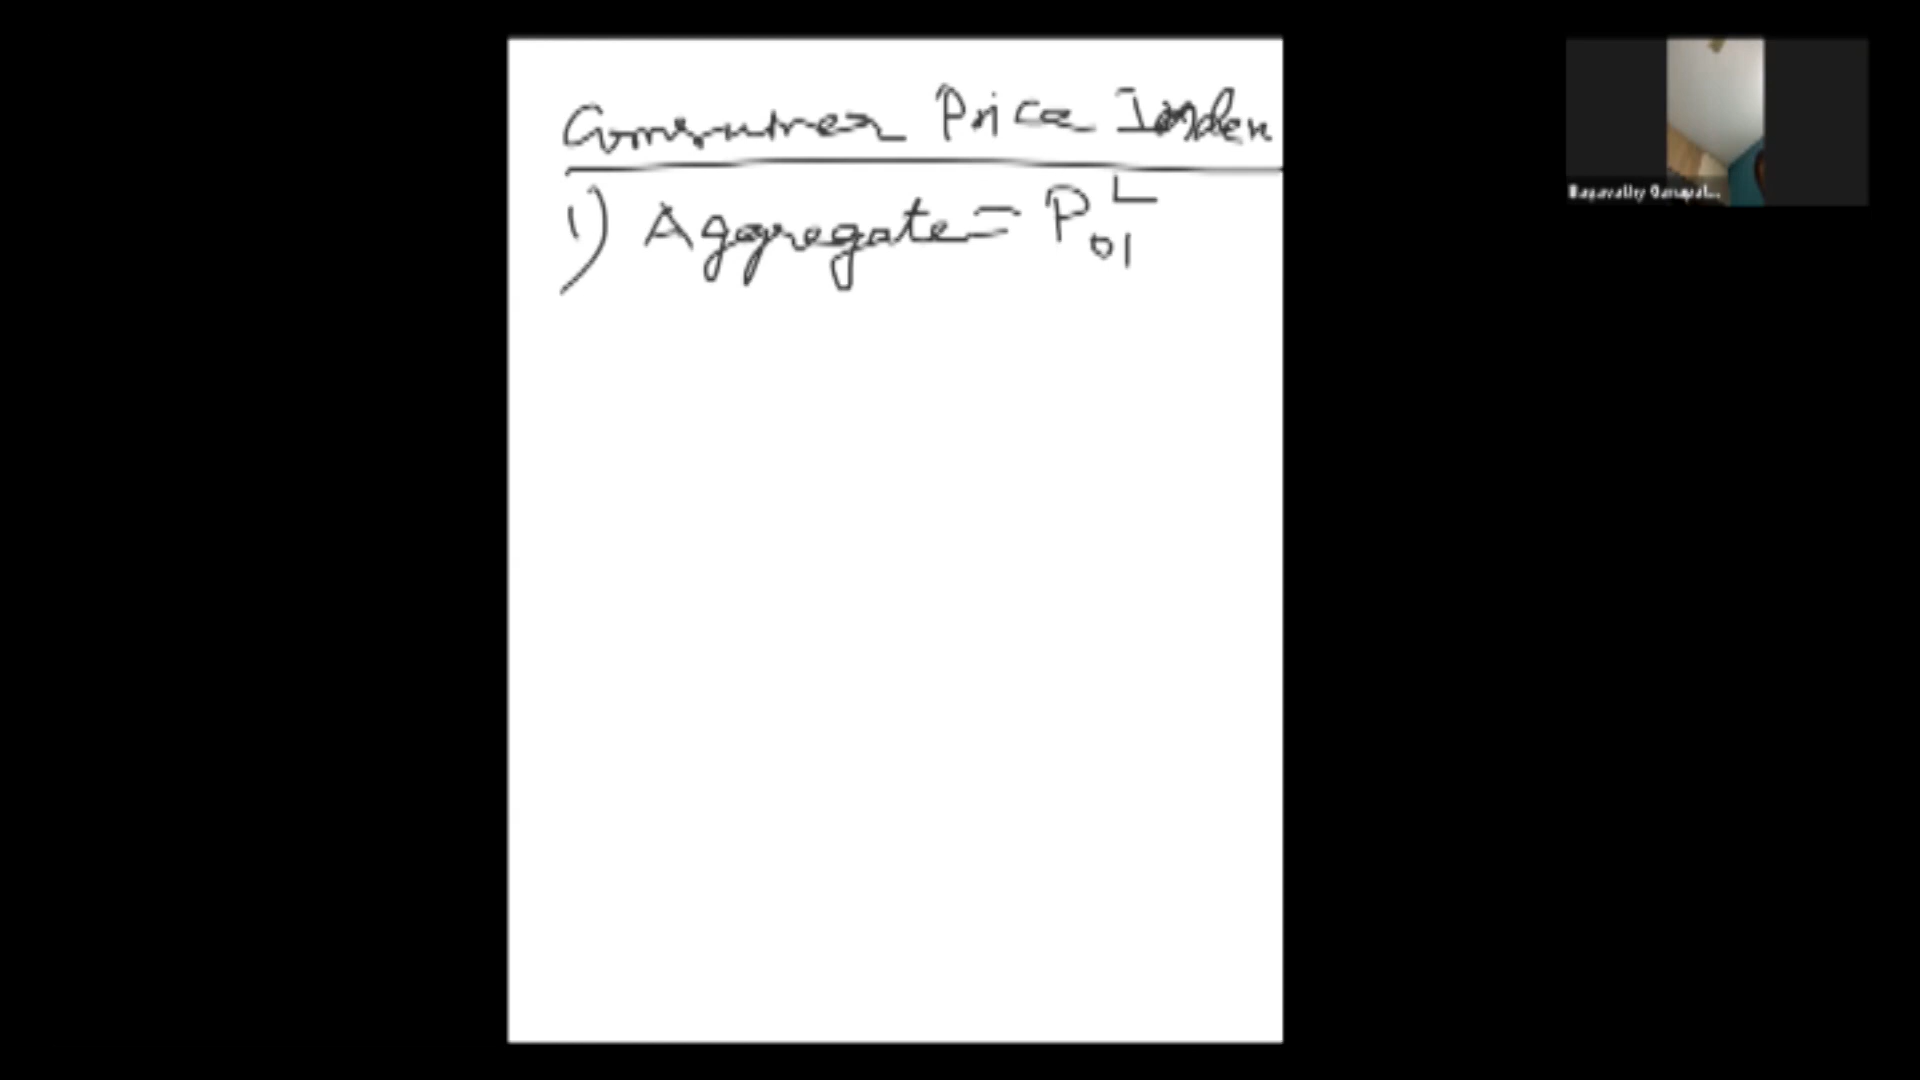 Consumer Price Index
1) Aggregate = P₀₁ᴸ